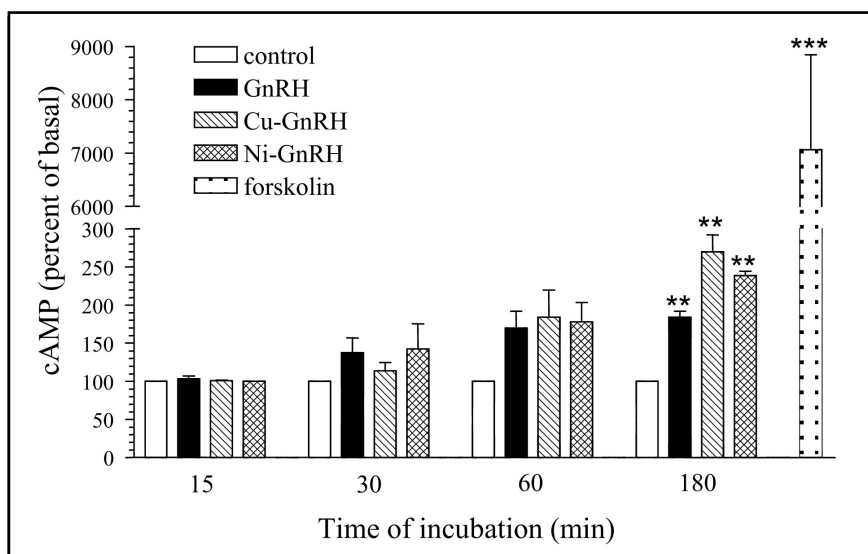 cAMP (percent of basal)
9000
8000
7000
6000
300
250
200
150
100
50
0
control
GnRH
Cu-GnRH
Ni-GnRH
forskolin
**
**
**
***
15 30 60 180
Time of incubation (min)